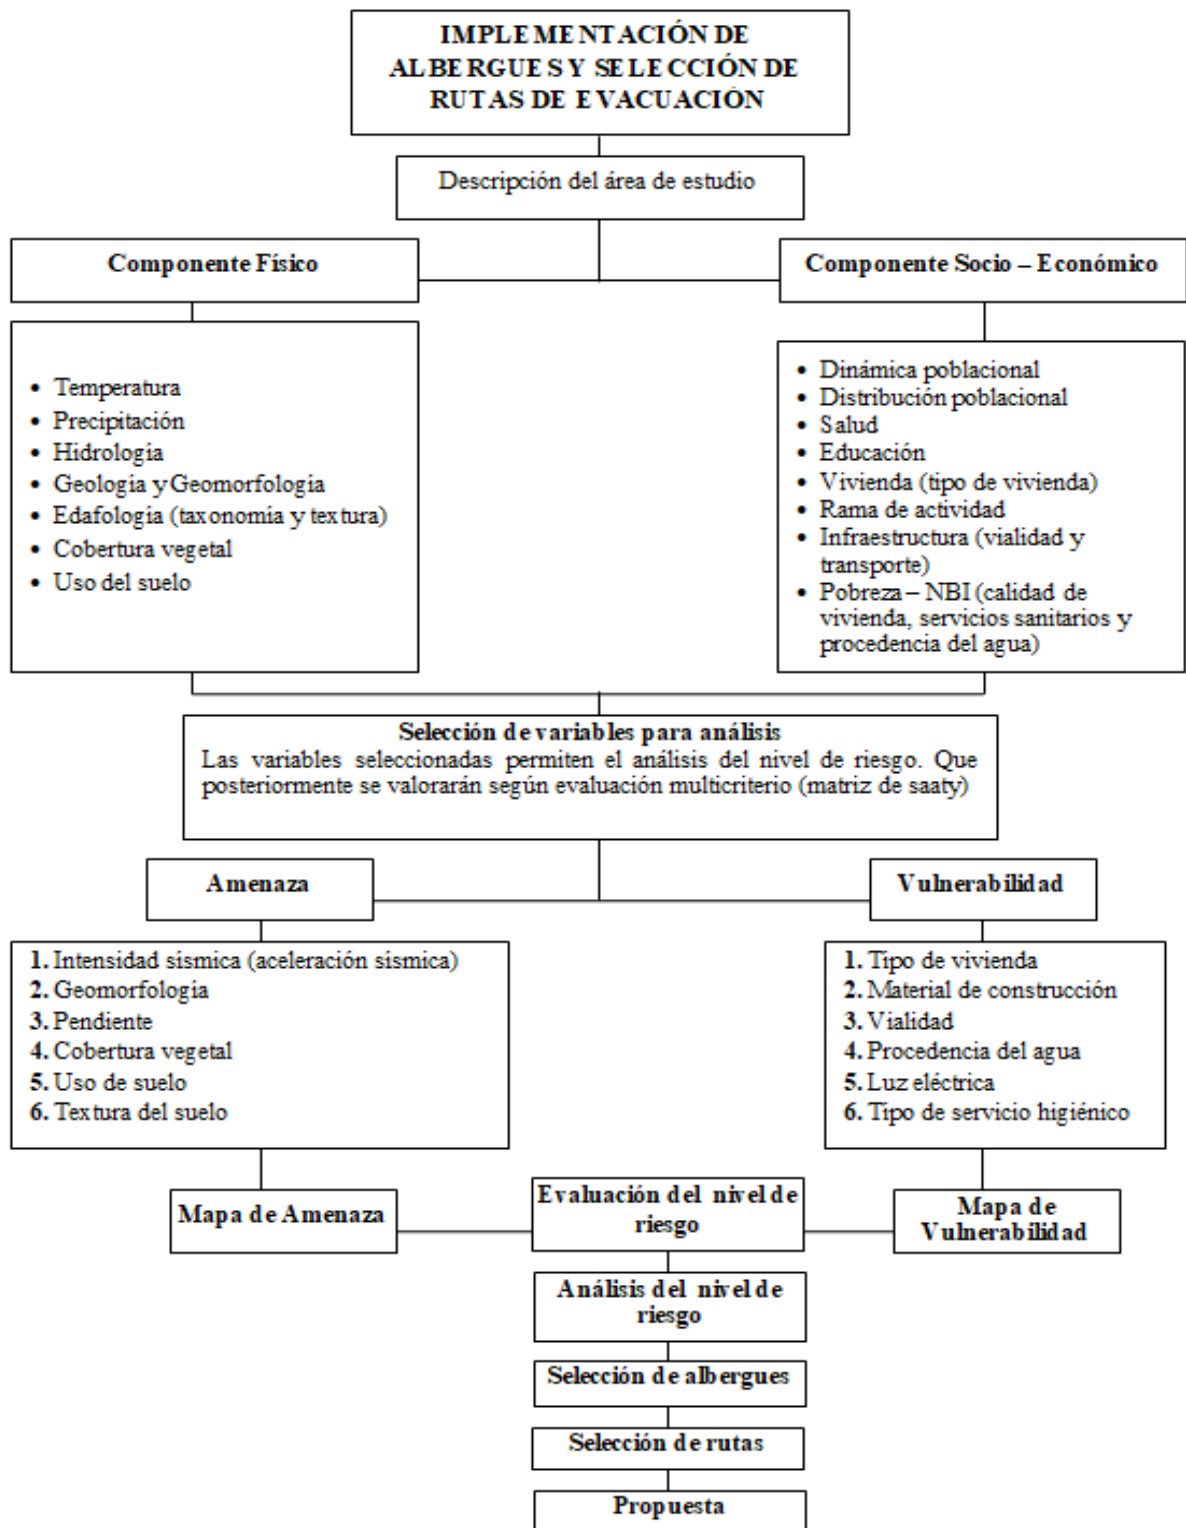 IMPLEMENTACIÓN DE
ALBERGUES Y SELECCIÓN DE
RUTAS DE EVACUACIÓN
Descripción del área de estudio
Componente Físico
Componente Socio – Económico
• Temperatura
• Precipitación
• Hidrología
• Geología y Geomorfología
• Edafología (taxonomía y textura)
• Cobertura vegetal
• Uso del suelo
• Dinámica poblacional
• Distribución poblacional
• Salud
• Educación
• Vivienda (tipo de vivienda)
• Rama de actividad
• Infraestructura (vialidad y
transporte)
• Pobreza – NBI (calidad de
vivienda, servicios sanitarios y
procedencia del agua)
Selección de variables para análisis
Las variables seleccionadas permiten el análisis del nivel de riesgo. Que
posteriormente se valorarán según evaluación multicriterio (matriz de saaty)
Amenaza
Vulnerabilidad
1. Intensidad sísmica (aceleración sísmica)
2. Geomorfología
3. Pendiente
4. Cobertura vegetal
5. Uso de suelo
6. Textura del suelo
1. Tipo de vivienda
2. Material de construcción
3. Vialidad
4. Procedencia del agua
5. Luz eléctrica
6. Tipo de servicio higiénico
Mapa de Amenaza
Evaluación del nivel de
riesgo
Mapa de
Vulnerabilidad
Análisis del nivel de
riesgo
Selección de albergues
Selección de rutas
Propuesta